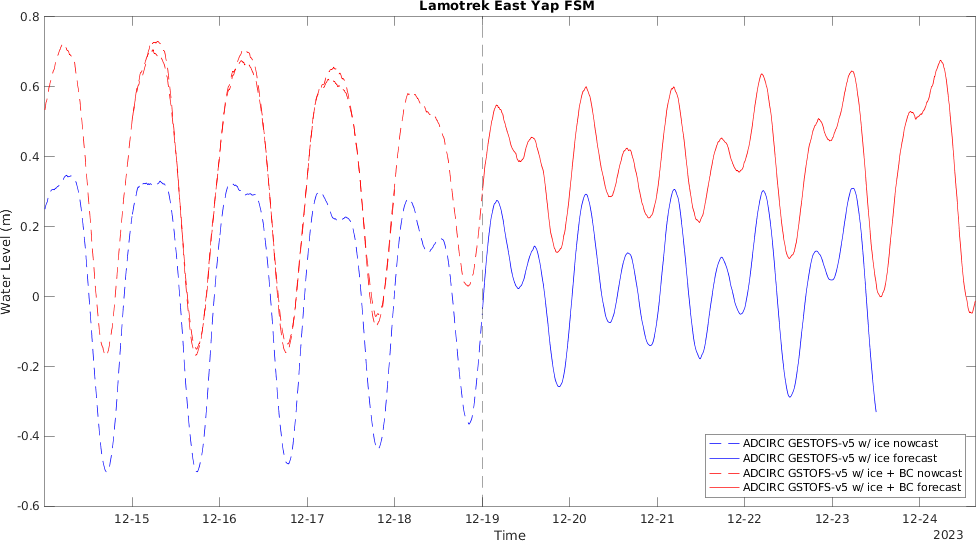 Lamotrek East Yap FSM
0.8
0.6
0.4
0.2
0
-0.2
-0.4
-0.6
Water Level (m)
ADCIRC GESTOFS-v5 w/ ice nowcast
ADCIRC GESTOFS-v5 w/ ice forecast
ADCIRC GSTOFS-v5 w/ ice + BC nowcast
ADCIRC GSTOFS-v5 w/ ice + BC forecast
12-15 12-16 12-17 12-18 12-19 12-20 12-21 12-22 12-23 12-24
Time
2023